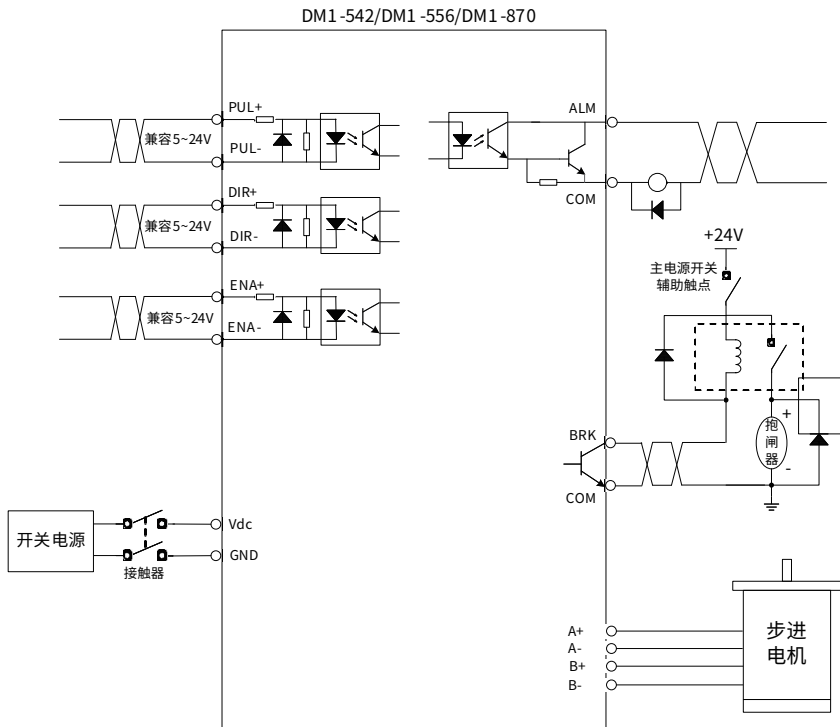 DM1-542/DM1-556/DM1-870
PUL+
兼容5~24V
PUL-
DIR+
兼容5~24V
DIR-
ENA+
兼容5~24V
ENA-
ALM
COM
+24V
主电源开关
辅助触点
+
抱
闸
器
-
BRK
COM
开关电源
Vdc
GND
接触器
A+
A-
B+
B-
步进
电机